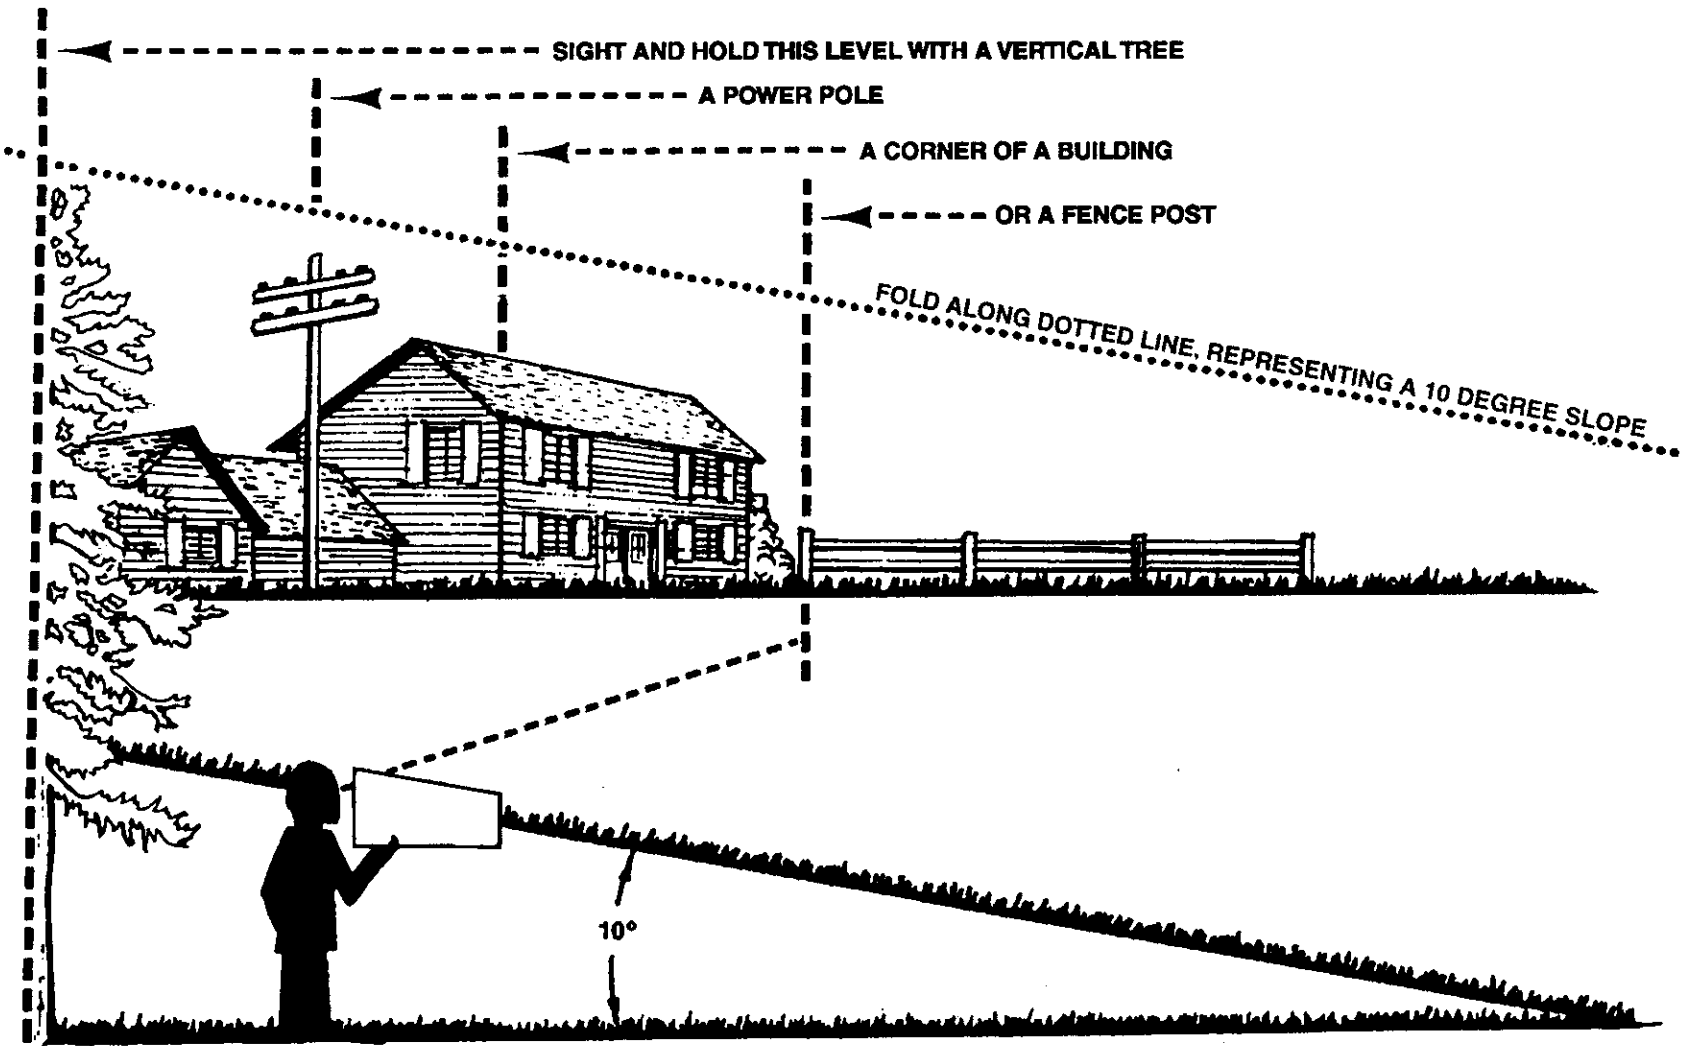 SIGHT AND HOLD THIS LEVEL WITH A VERTICAL TREE
A POWER POLE
A CORNER OF A BUILDING
OR A FENCE POST
FOLD ALONG DOTTED LINE, REPRESENTING A 10 DEGREE SLOPE
10°